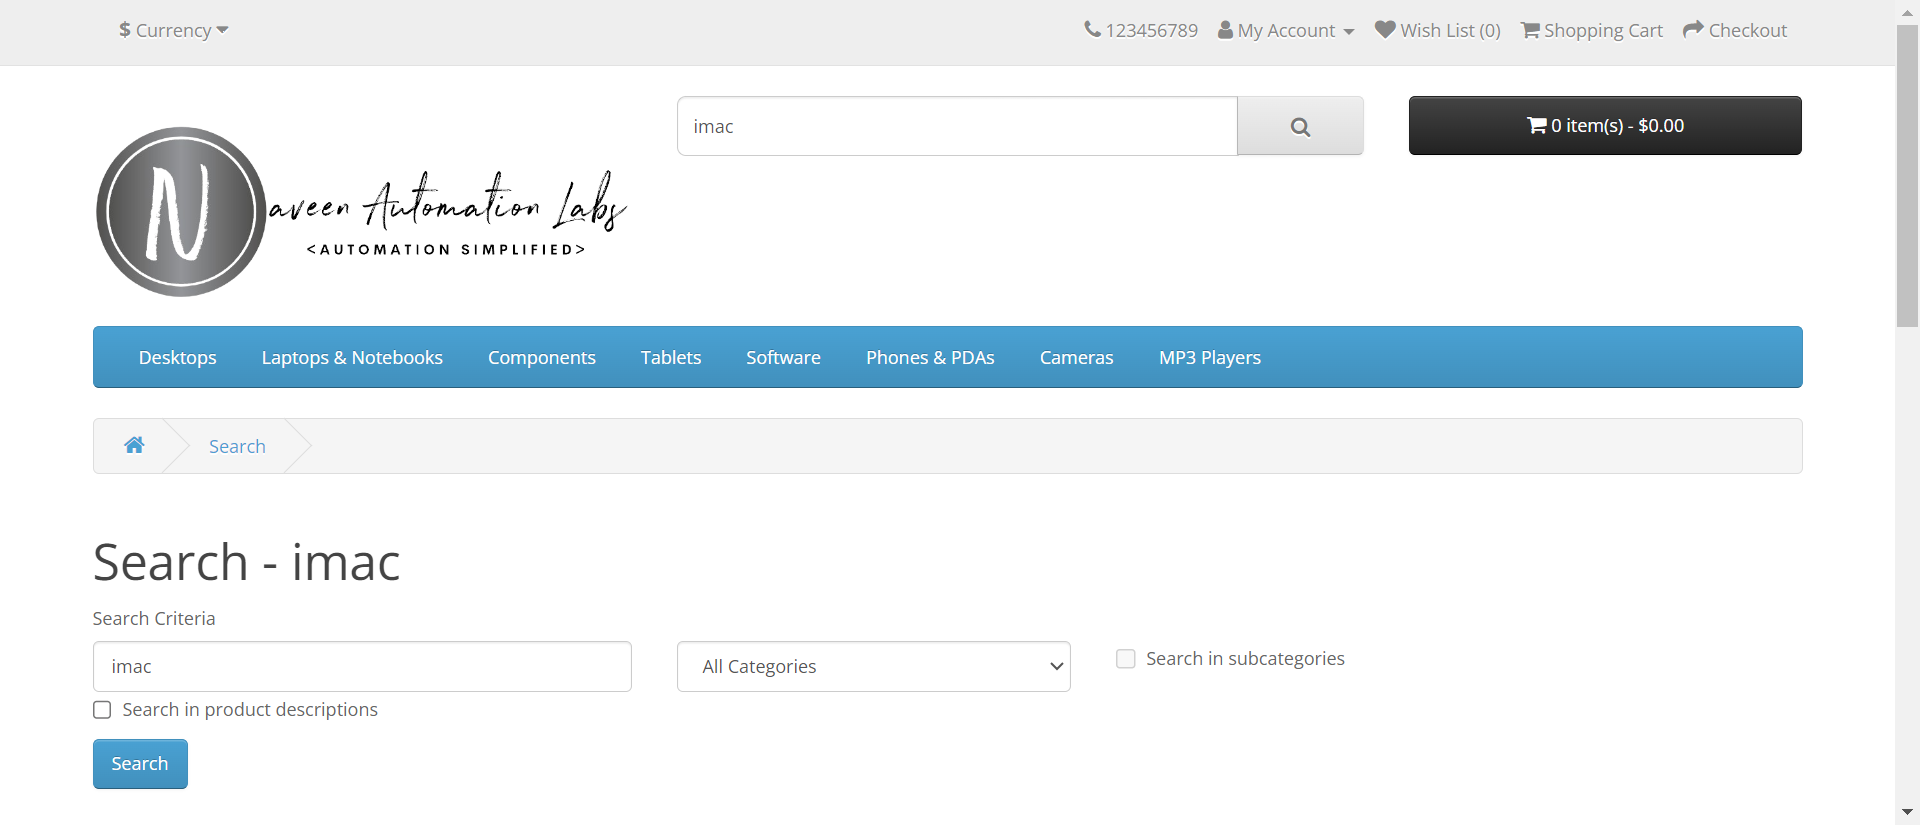 $ Currency
123456789 My Account Wish List (0) Shopping Cart Checkout
imac
0 item(s) - $0.00
Naveen Automation Labs
<AUTOMATION SIMPLIFIED>
Desktops Laptops & Notebooks Components Tablets Software Phones & PDAs Cameras MP3 Players
Search
Search - imac
Search Criteria
imac
All Categories
Search in subcategories
Search in product descriptions
Search